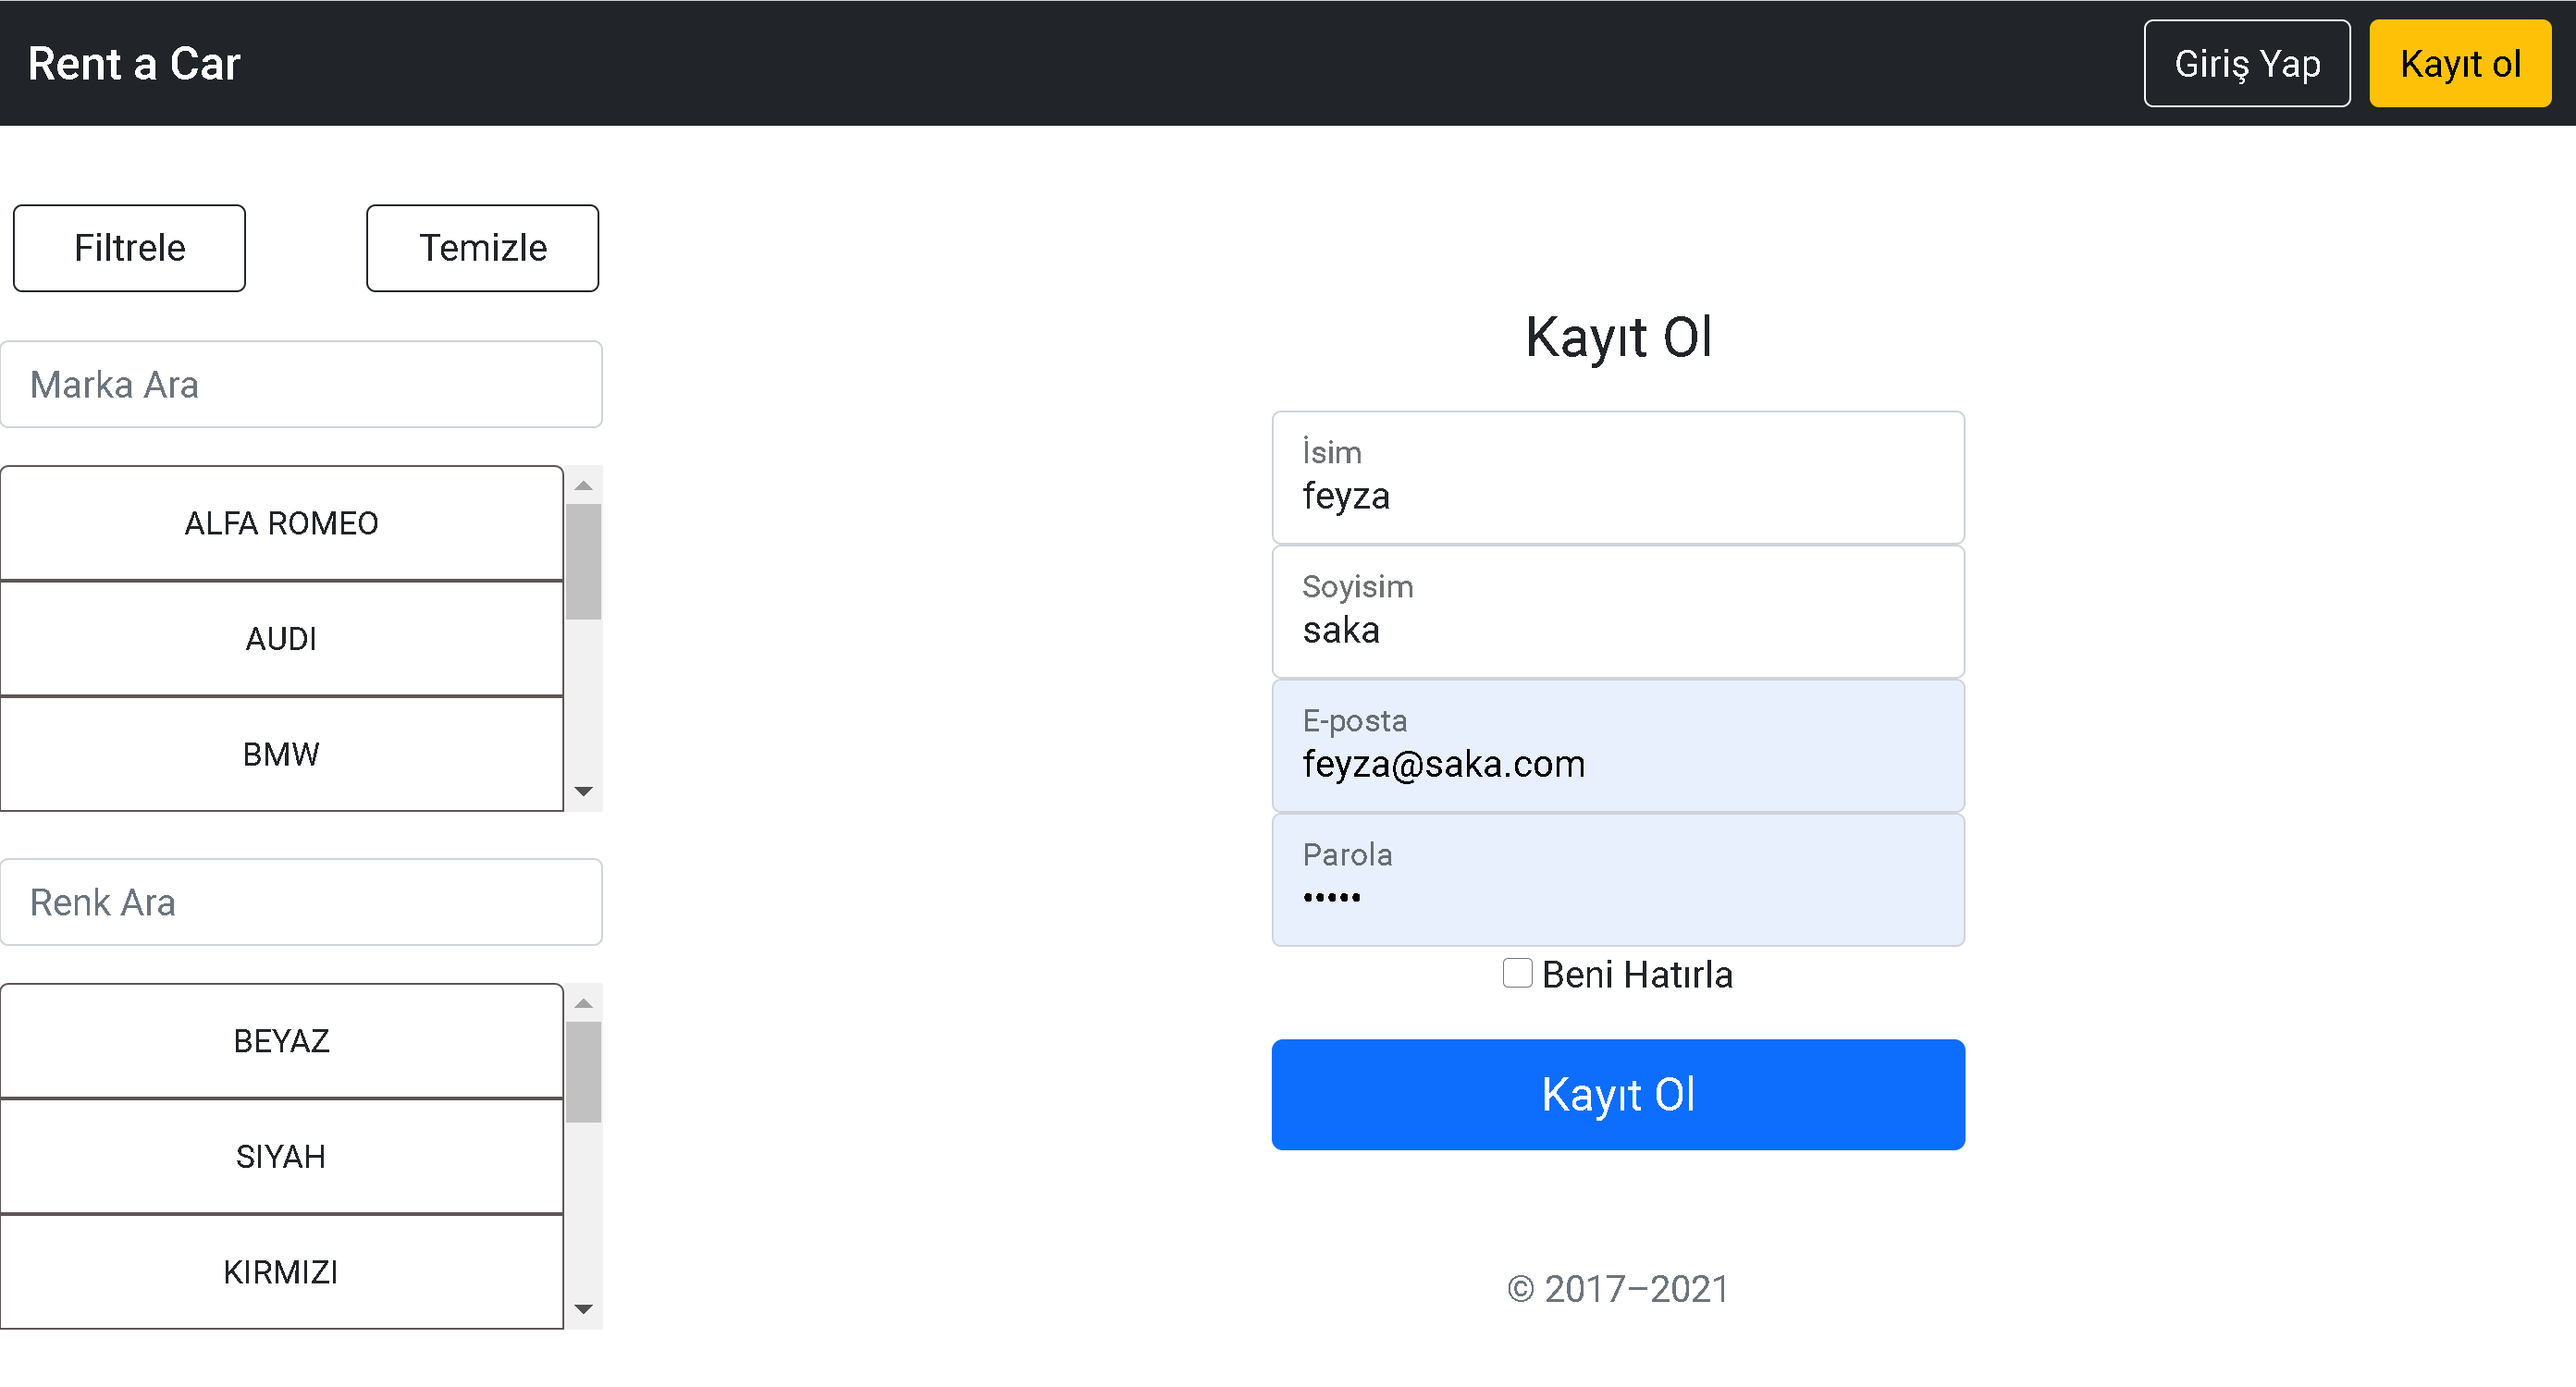 Rent a Car
Giriş Yap
Kayıt ol
Filtrele
Temizle
Marka Ara
ALFA ROMEO
AUDI
BMW
Renk Ara
BEYAZ
SIYAH
KIRMIZI
Kayıt Ol
İsim
feyza
Soyisim
saka
E-posta
feyza@saka.com
Parola
•••••
Beni Hatırla
Kayıt Ol
© 2017–2021